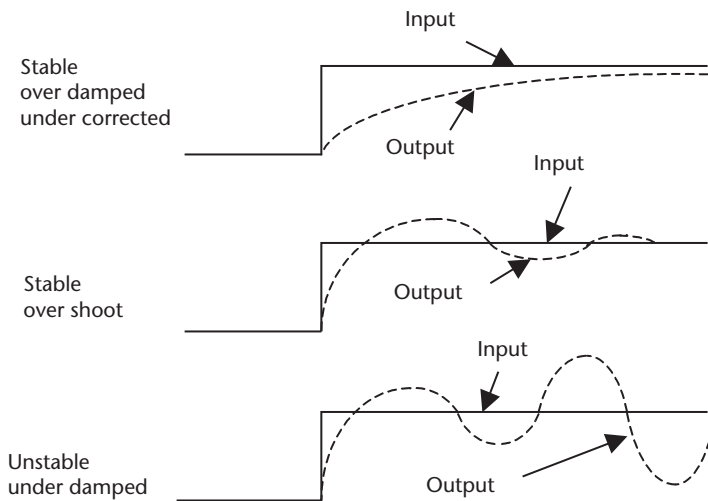 Input
Stable
over damped
under corrected
Output
Input
Stable
over shoot
Output
Input
Unstable
under damped
Output